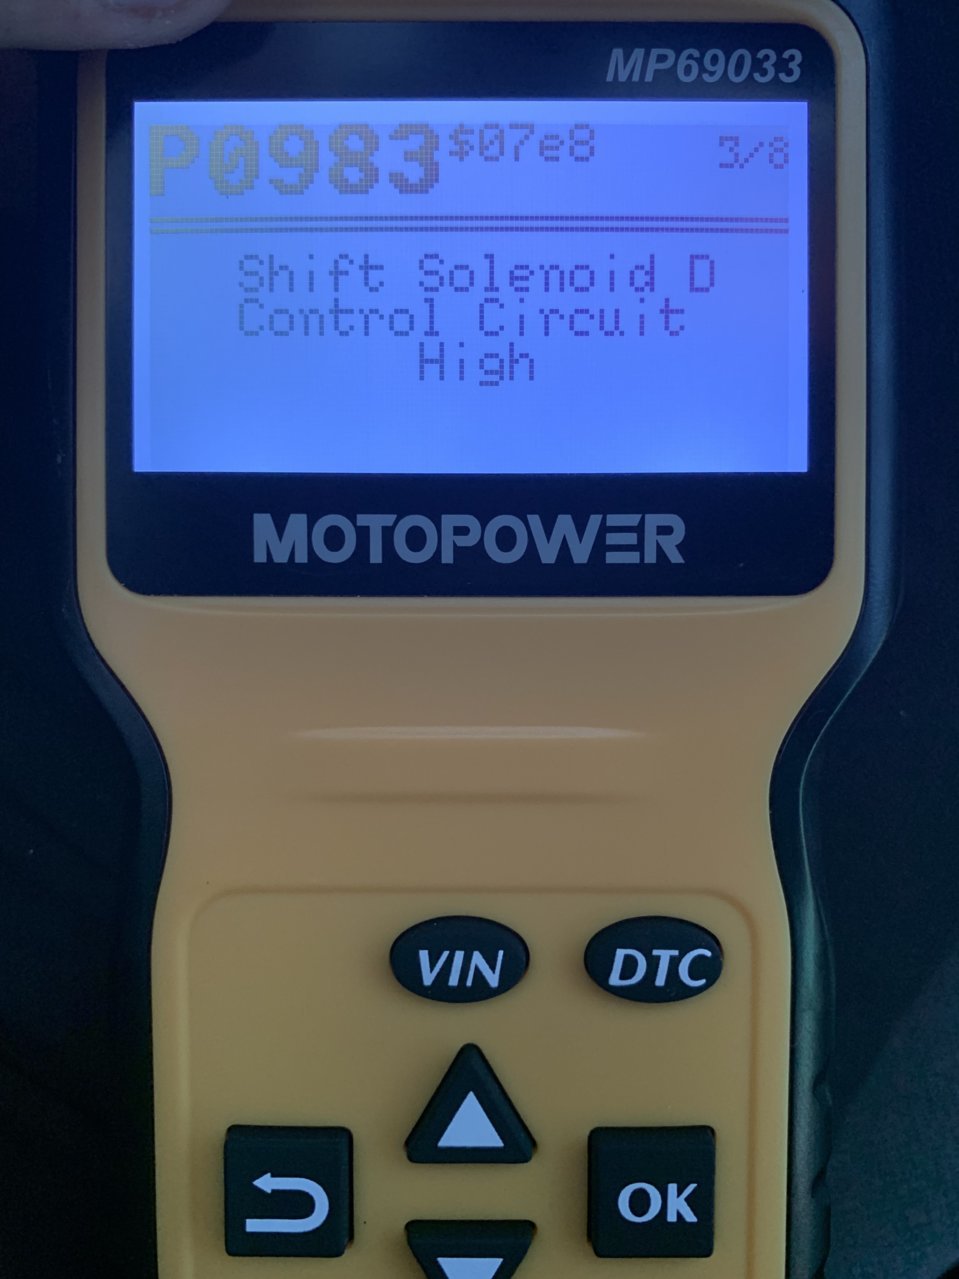 MP69033
P0983 $07e8 3/8
Shift Solenoid D
Control Circuit
High
MOTOPOWER
VIN DTC
OK